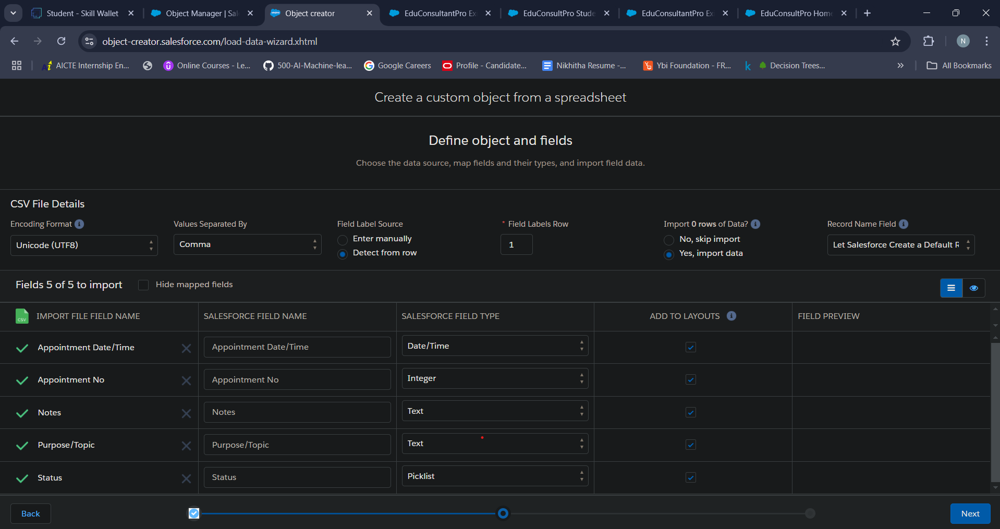 Student - Skill Wallet
Object Manager | Sal
Object creator
EduConsultantPro Ex
EduConsultPro Stude
EduConsultantPro Ex
EduConsultPro Home
object-creator.salesforce.com/load-data-wizard.xhtml
N
AICTE Internship En...
Online Courses - Le...
500-AI-Machine-lea...
Google Careers
Profile - Candidate...
Nikhitha Resume -...
Ybi Foundation - FR...
k
Decision Trees...
All Bookmarks
Create a custom object from a spreadsheet
Define object and fields
Choose the data source, map fields and their types, and import field data.
CSV File Details
Encoding Format
Values Separated By
Field Label Source
* Field Labels Row
Import 0 rows of Data?
Record Name Field
Unicode (UTF8)
Comma
Enter manually
Detect from row
1
No, skip import
Yes, import data
Let Salesforce Create a Default R
Fields 5 of 5 to import
Hide mapped fields
CSV
IMPORT FILE FIELD NAME
SALESFORCE FIELD NAME
SALESFORCE FIELD TYPE
ADD TO LAYOUTS
FIELD PREVIEW
Appointment Date/Time
Appointment Date/Time
Date/Time
Appointment No
Appointment No
Integer
Notes
Notes
Text
Purpose/Topic
Purpose/Topic
Text
Status
Status
Picklist
Back
Next